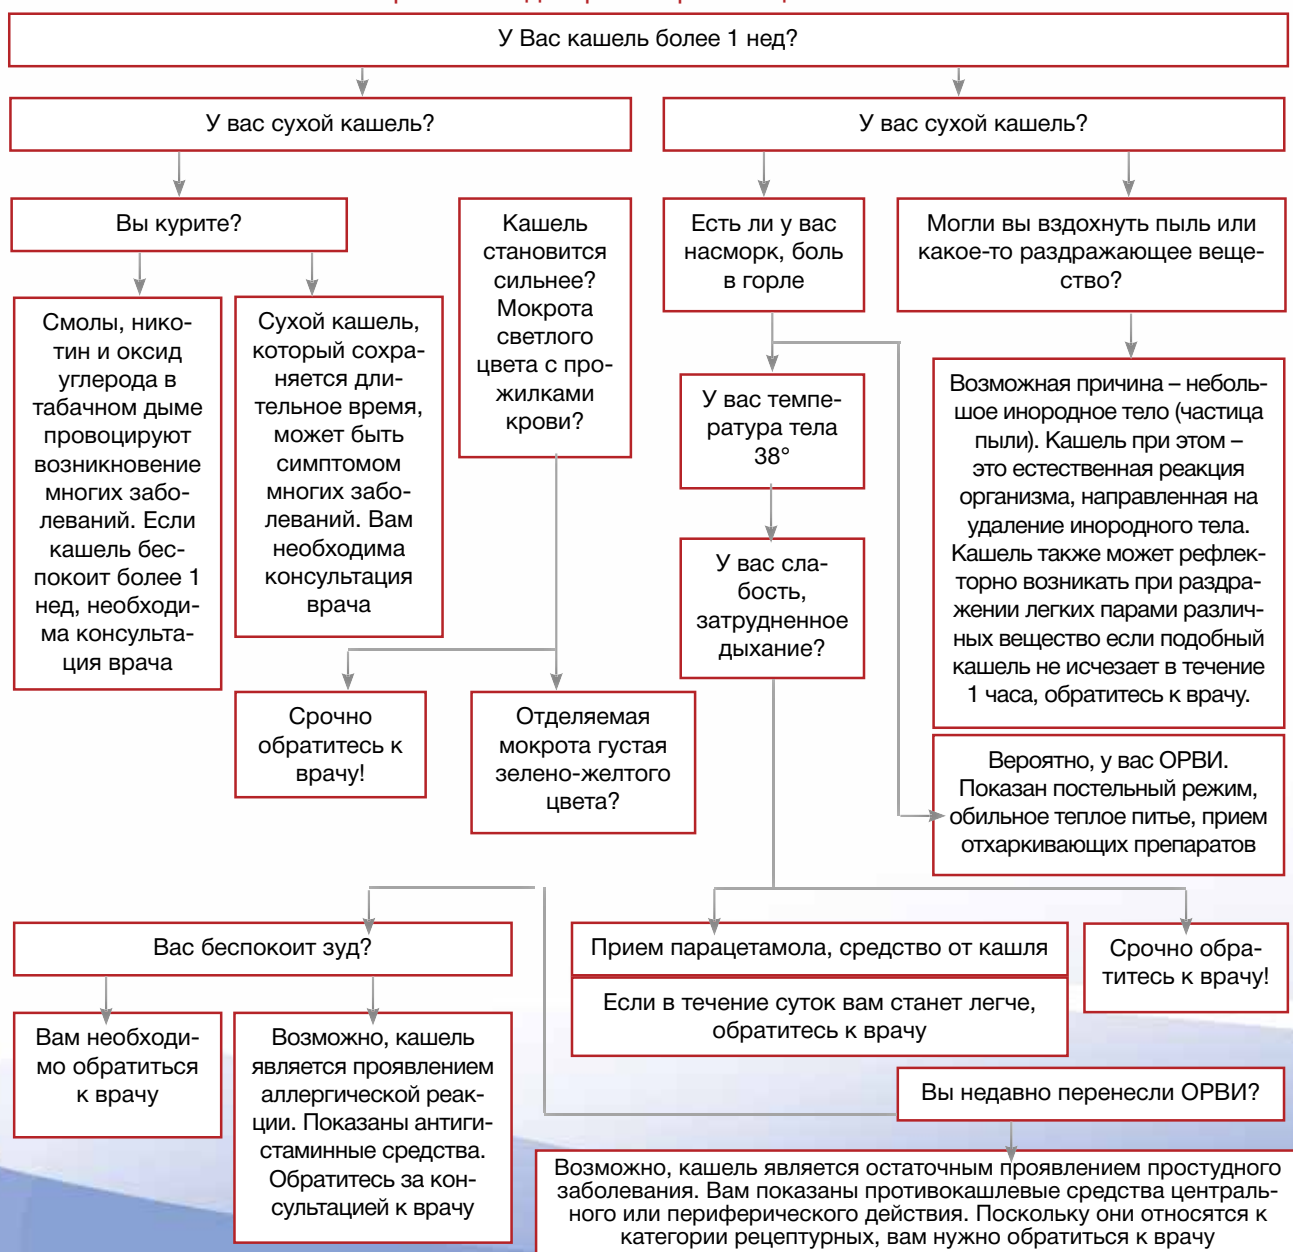 У Вас кашель более 1 нед?
У вас сухой кашель?
У вас сухой кашель?
Вы курите?
Кашель
становится
сильнее?
Мокрота
светлого
цвета с про-
жилками
крови?
Есть ли у вас
насморк, боль
в горле
Могли вы вздохнуть пыль или
какое-то раздражающее веще-
ство?
Смолы, нико-
тин и оксид
углерода в
табачном дыме
провоцируют
возникновение
многих забо-
леваний. Если
кашель бес-
покоит более 1
нед, необходи-
ма консульта-
ция врача
Сухой кашель,
который сохра-
няется дли-
тельное время,
может быть
симптомом
многих забо-
леваний. Вам
необходима
консультация
врача
У вас темпе-
ратура тела
38°
Возможная причина – неболь-
шое инородное тело (частица
пыли). Кашель при этом –
это естественная реакция
организма, направленная на
удаление инородного тела.
Кашель также может рефлек-
торно возникать при раздра-
жении легких парами различ-
ных вещество если подобный
кашель не исчезает в течение
1 часа, обратитесь к врачу.
У вас сла-
бость,
затрудненное
дыхание?
Срочно
обратитесь к
врачу!
Отделяемая
мокрота густая
зелено-желтого
цвета?
Вероятно, у вас ОРВИ.
Показан постельный режим,
обильное теплое питье, прием
отхаркивающих препаратов
Вас беспокоит зуд?
Прием парацетамола, средство от кашля
Если в течение суток вам станет легче,
обратитесь к врачу
Срочно обра-
титесь к врачу!
Вам необходи-
мо обратиться
к врачу
Возможно, кашель
является проявлением
аллергической реак-
ции. Показаны антиги-
стаминные средства.
Обратитесь за кон-
сультацией к врачу
Вы недавно перенесли ОРВИ?
Возможно, кашель является остаточным проявлением простудного
заболевания. Вам показаны противокашлевые средства централь-
ного или периферического действия. Поскольку они относятся к
категории рецептурных, вам нужно обратиться к врачу